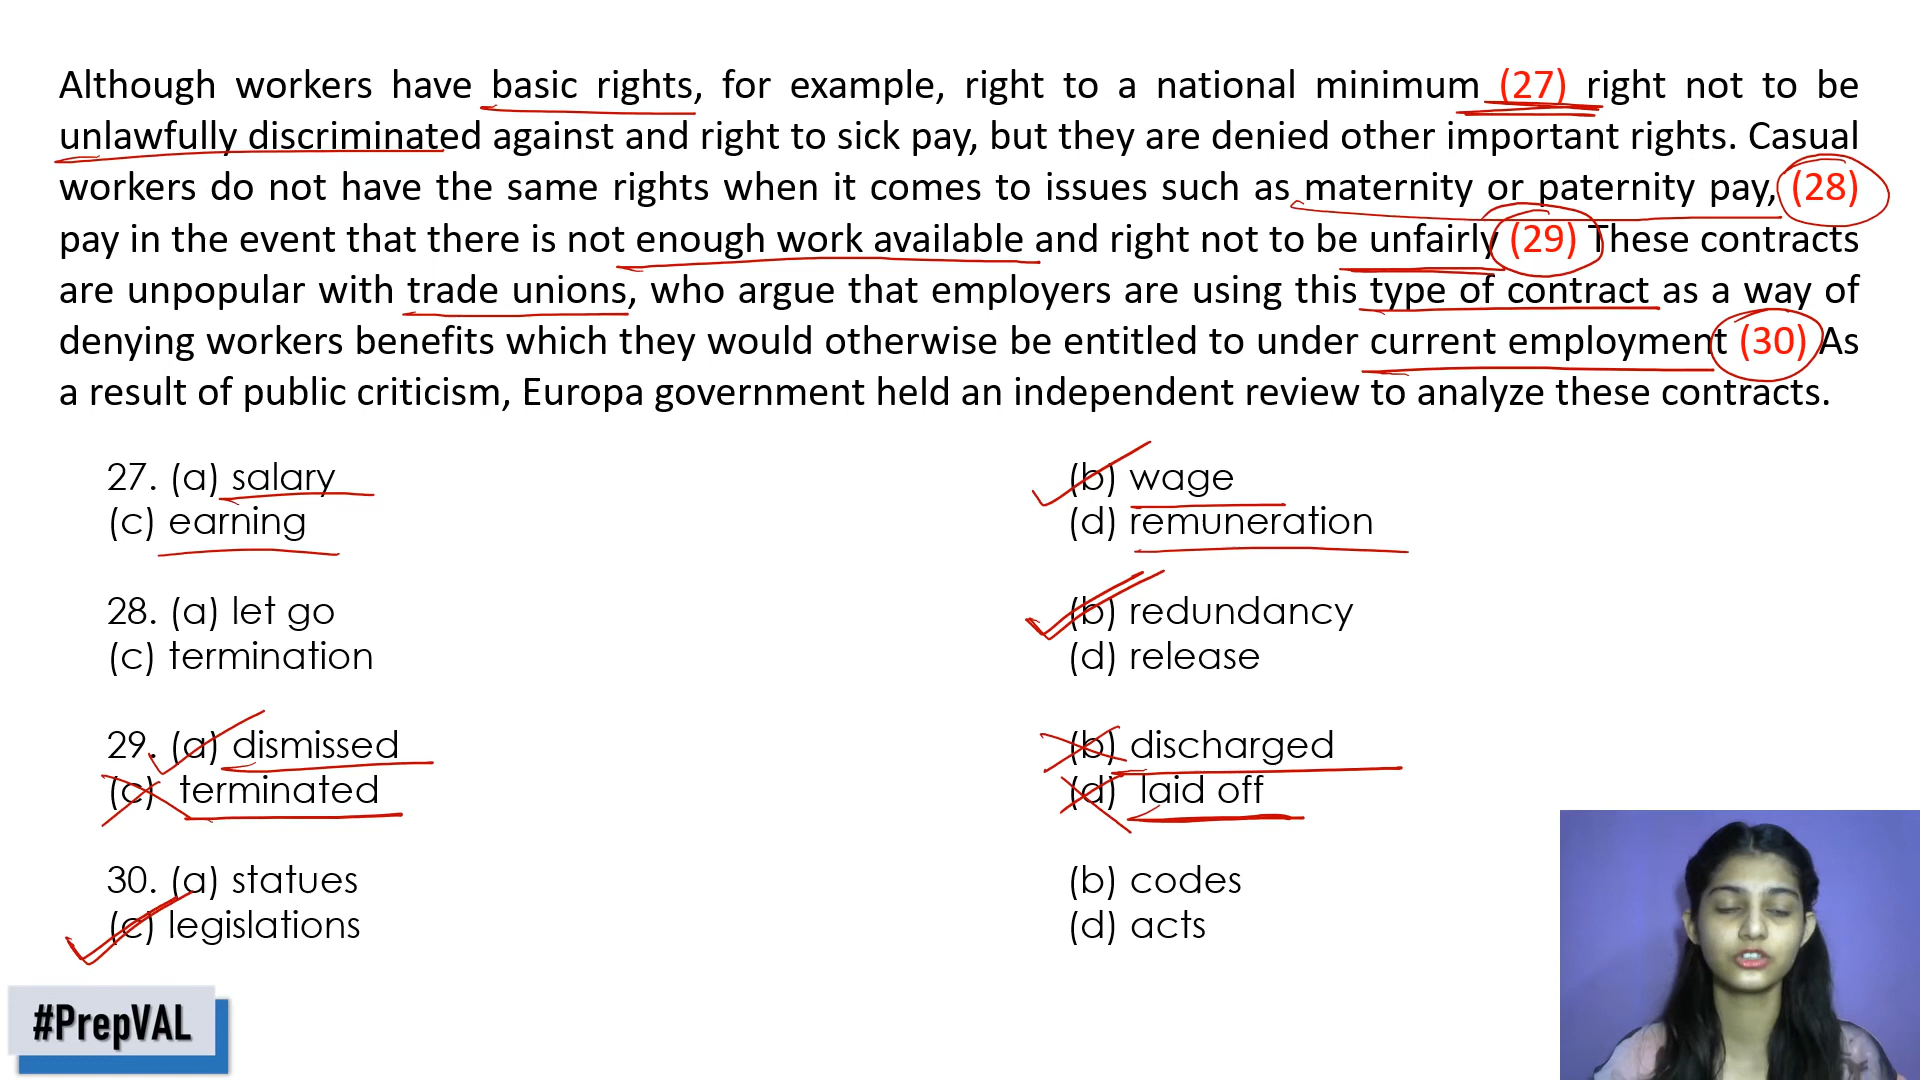 Although workers have basic rights, for example, right to a national minimum (27) right not to be
unlawfully discriminated against and right to sick pay, but they are denied other important rights. Casual
workers do not have the same rights when it comes to issues such as maternity or paternity pay, (28)
pay in the event that there is not enough work available and right not to be unfairly (29) These contracts
are unpopular with trade unions, who argue that employers are using this type of contract as a way of
denying workers benefits which they would otherwise be entitled to under current employment (30) As
a result of public criticism, Europa government held an independent review to analyze these contracts.
27. (a) salary (b) wage
(c) earning (d) remuneration
28. (a) let go (b) redundancy
(c) termination (d) release
29. (a) dismissed (b) discharged
(c) terminated (d) laid off
30. (a) statues (b) codes
(c) legislations (d) acts
#PrepVAL